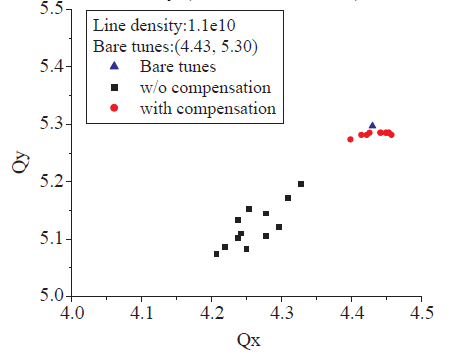 Line density:1.1e10
Bare tunes:(4.43, 5.30)
Bare tunes
w/o compensation
with compensation
5.5
5.4
5.3
5.2
5.1
5.0
Qy
4.0 4.1 4.2 4.3 4.4 4.5
Qx